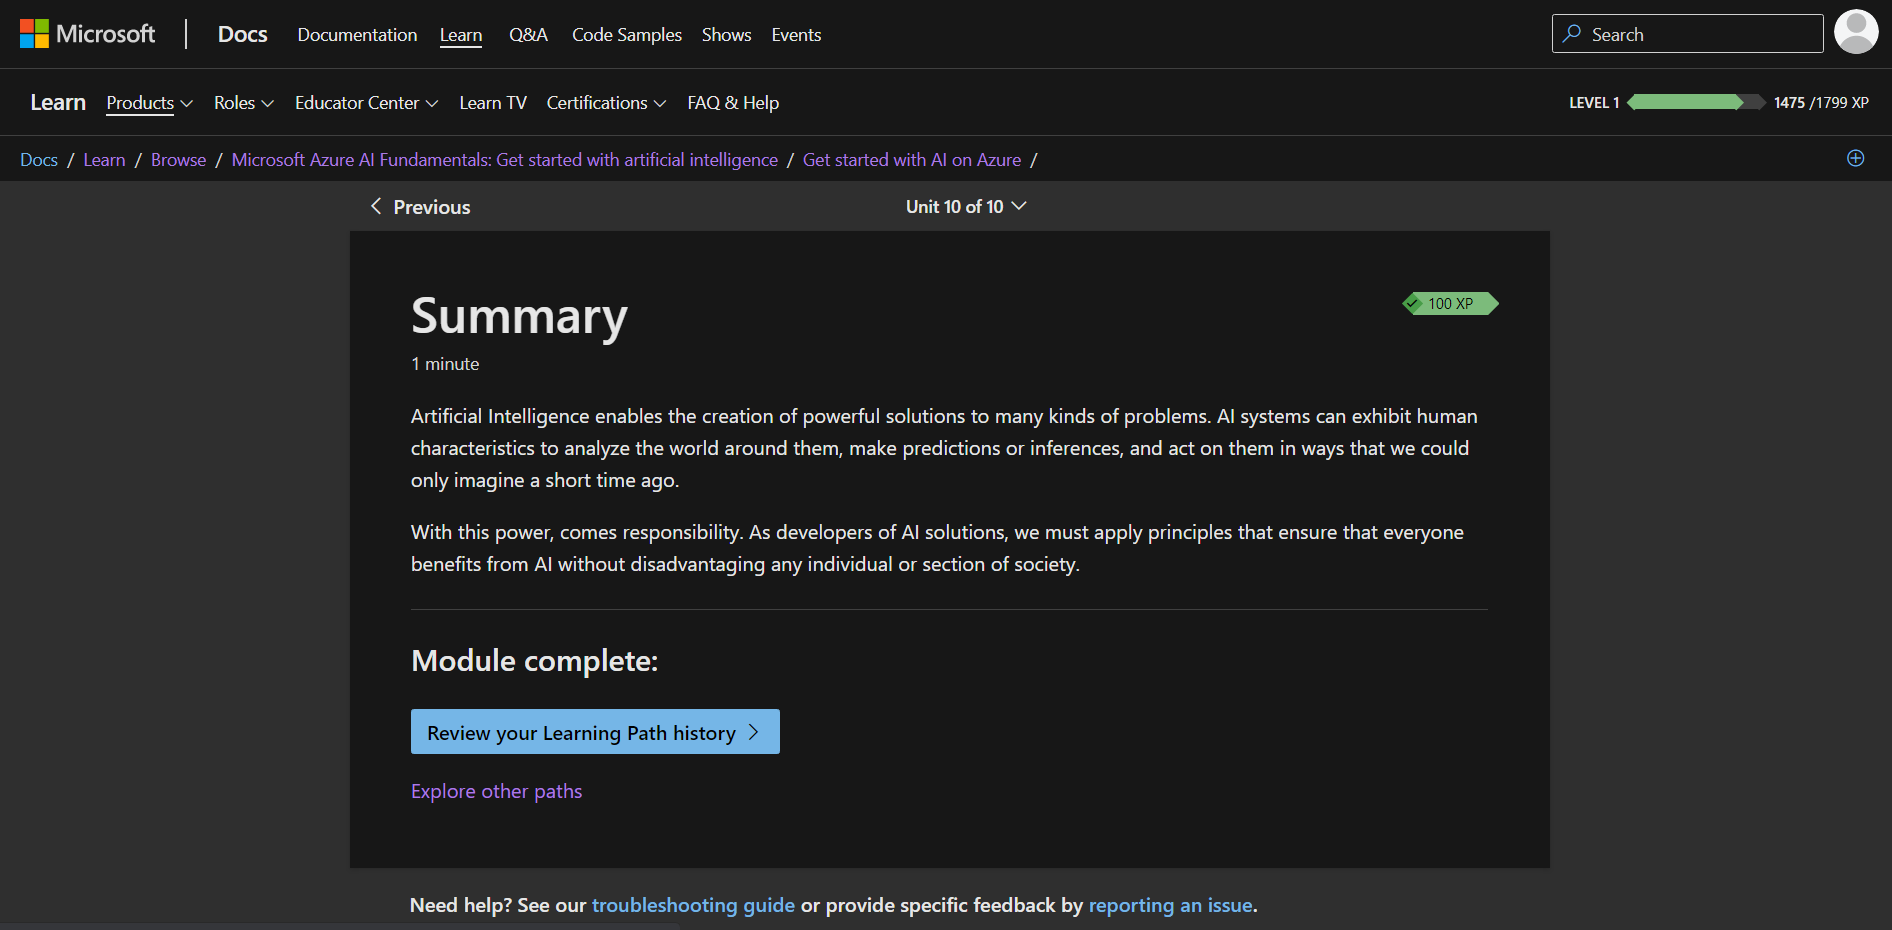 Microsoft Docs Documentation Learn Q&A Code Samples Shows Events Search
Learn Products Roles Educator Center Learn TV Certifications FAQ & Help LEVEL 1 1475 /1799 XP
Docs / Learn / Browse / Microsoft Azure AI Fundamentals: Get started with artificial intelligence / Get started with AI on Azure /
Previous Unit 10 of 10
Summary
100 XP
1 minute
Artificial Intelligence enables the creation of powerful solutions to many kinds of problems. AI systems can exhibit human
characteristics to analyze the world around them, make predictions or inferences, and act on them in ways that we could
only imagine a short time ago.
With this power, comes responsibility. As developers of AI solutions, we must apply principles that ensure that everyone
benefits from AI without disadvantaging any individual or section of society.
Module complete:
Review your Learning Path history
Explore other paths
Need help? See our troubleshooting guide or provide specific feedback by reporting an issue.